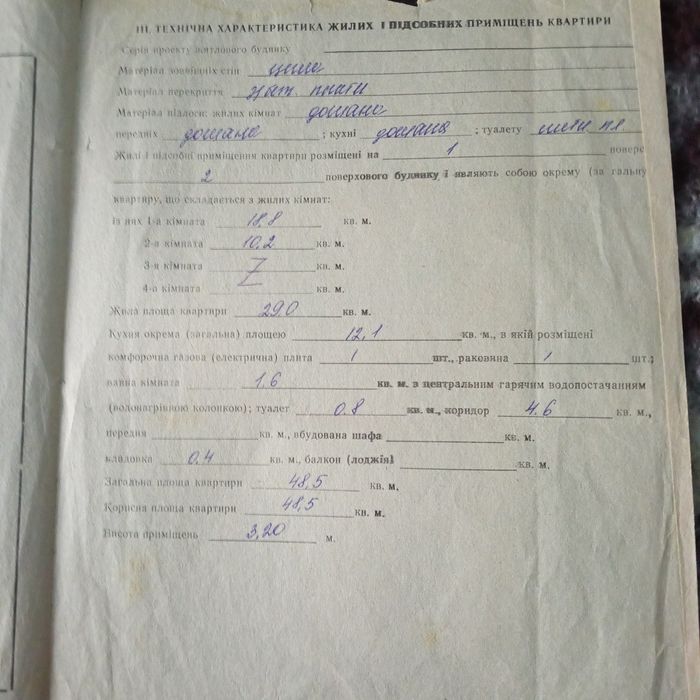 III. ТЕХНІЧНА ХАРАКТЕРИСТИКА ЖИЛИХ І ПІДСОБНИХ ПРИМІЩЕНЬ КВАРТИРИ
Серія проекту житлового будинку
Матеріал зовнішніх стін цегла
Матеріал перекриття плити
Матеріал підлоги: жилих кімнат дощана
передніх дощана ; кухні дощана ; туалету
Жилі і підсобні приміщення квартири розміщені на 1 поверсі
2 поверхового будинку і являють собою окрему (загальну
квартиру, що складається з жилих кімнат:
із них 1-а кімната 18,8 кв. м.
2-а кімната 10,2 кв. м.
3-я кімната Z кв. м.
4-а кімната кв. м.
Жила площа квартири 29.0 кв. м.
Кухня окрема (загальна) площею 12,1 кв. м., в якій розміщені
комфорочна газова (електрична) плита 1 шт., раковина 1 шт.;
ванна кімната 1.6 кв. м. з центральним гарячим водопостачанням
(водонагрівною колонкою); туалет 0.8 кв. м., коридор 4.6 кв. м.,
передня кв. м., вбудована шафа кв. м.
кладовка 0.4 кв. м., балкон (лоджія) кв. м.
Загальна площа квартири 48,5 кв. м.
Корисна площа квартири 48,5 кв. м.
Висота приміщень 3,20 м.